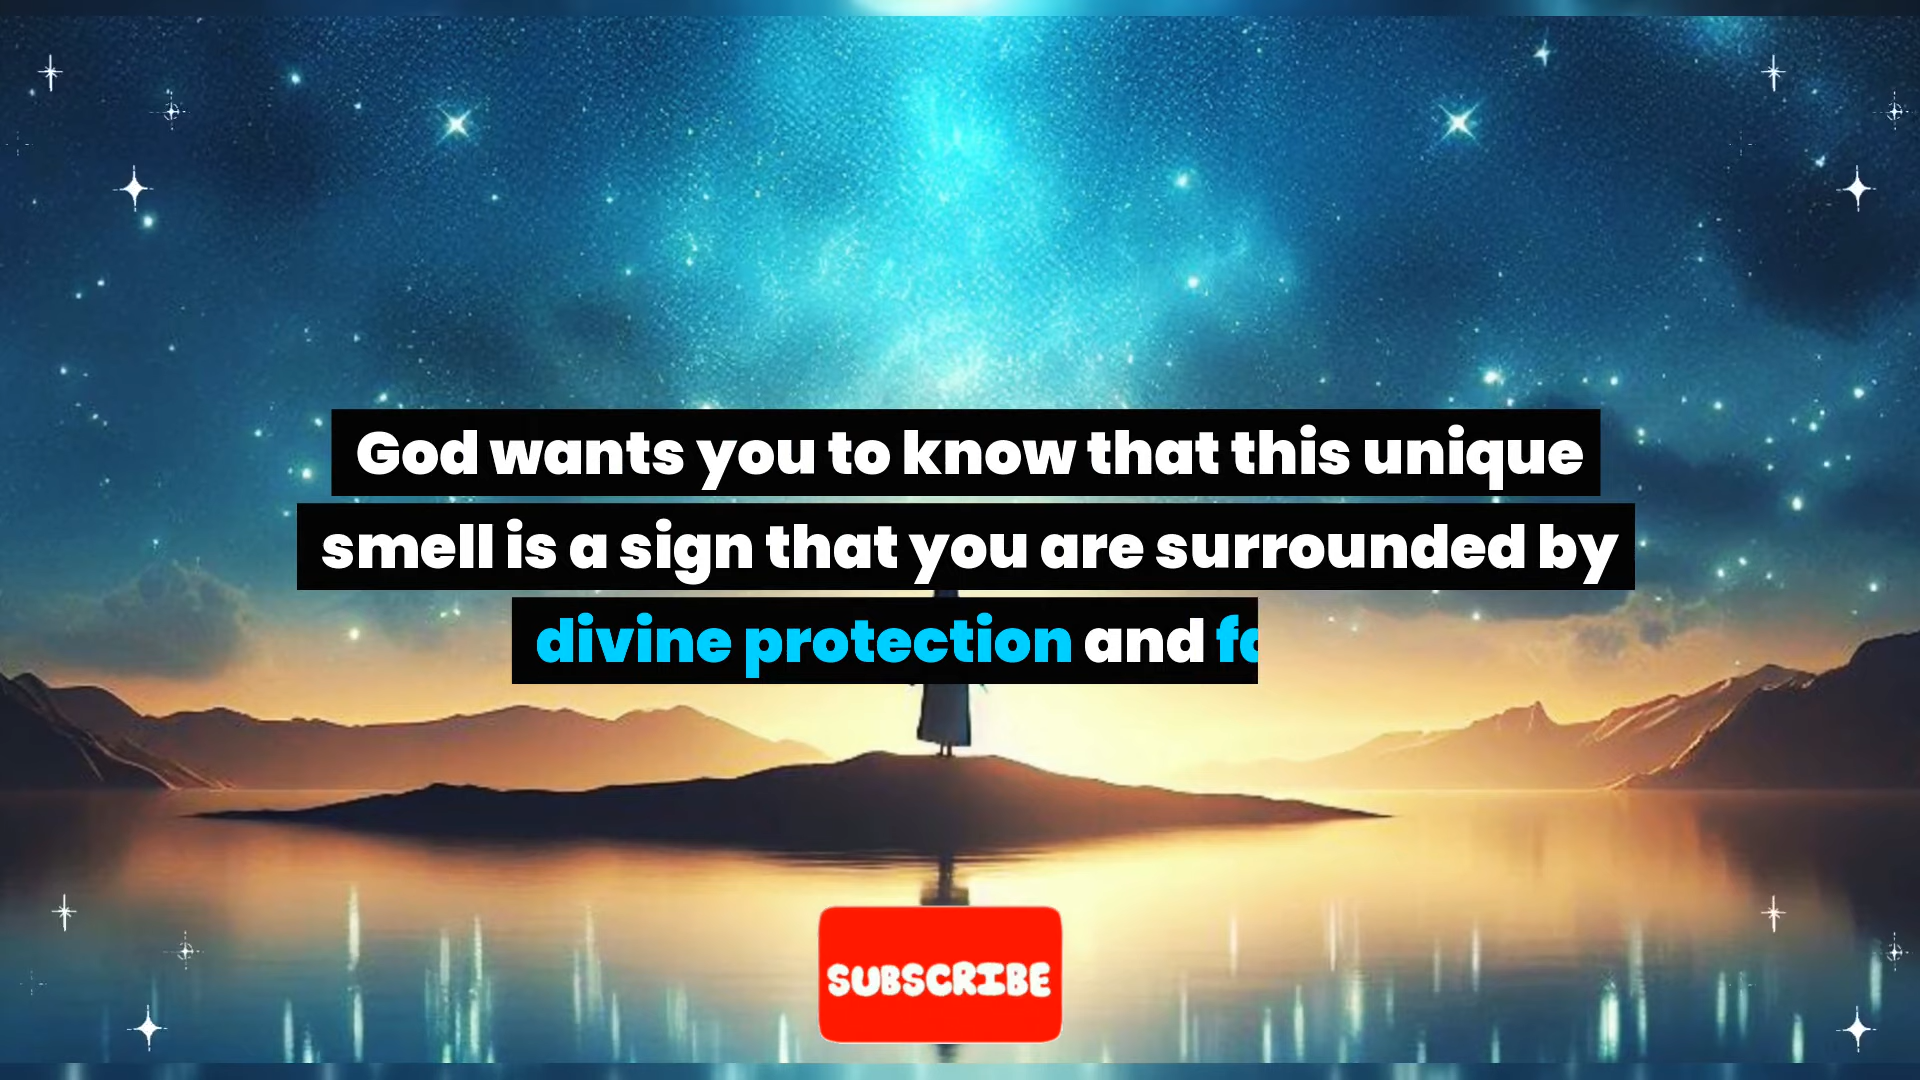 God wants you to know that this unique
smell is a sign that you are surrounded by
divine protection and
SUBSCRIBE